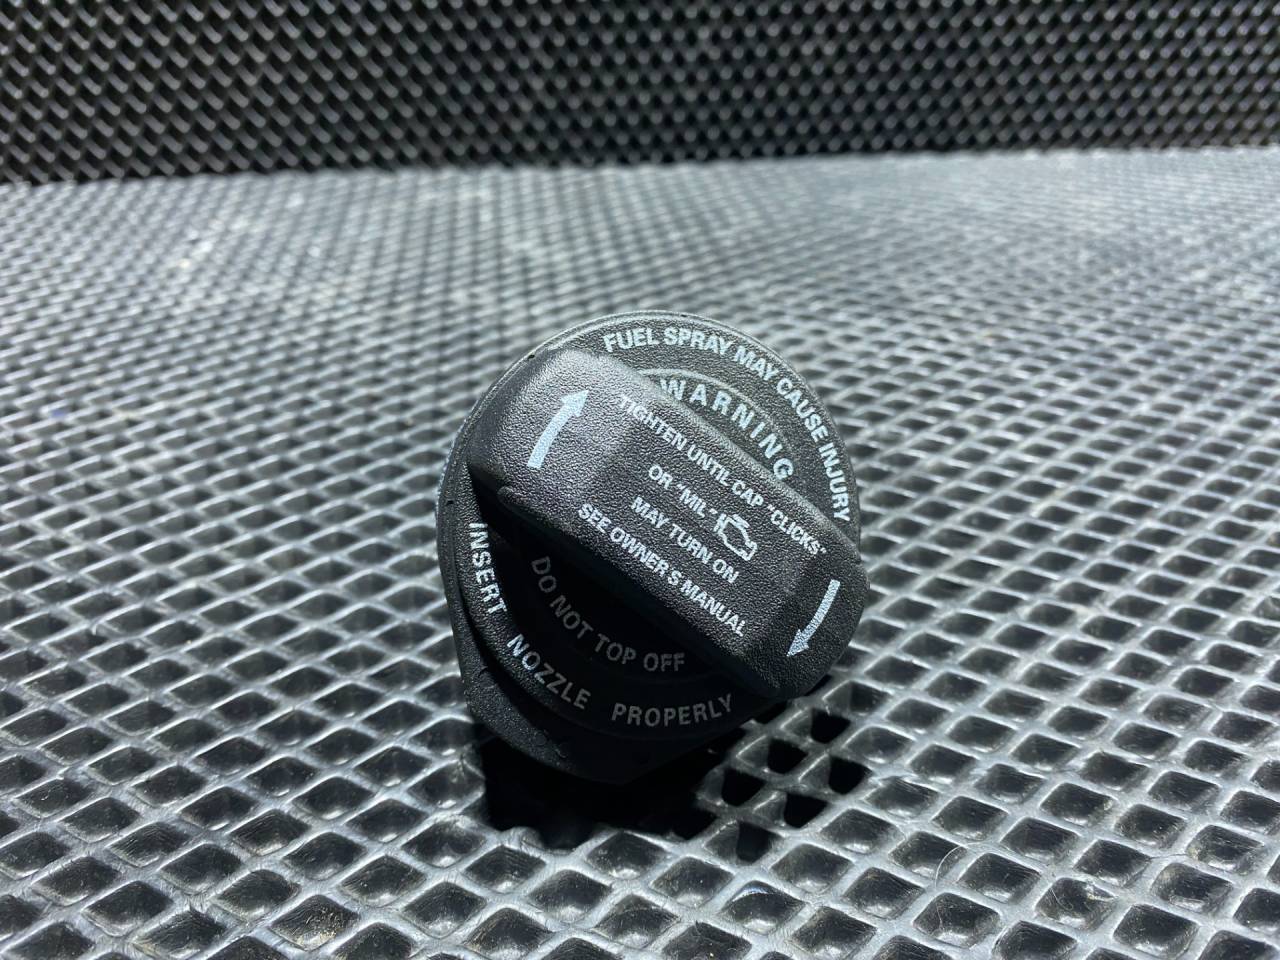 FUEL SPRAY MAY CAUSE INJURY
WARNING
TIGHTEN UNTIL CAP "CLICKS"
OR "MIL"
MAY TURN ON
SEE OWNER'S MANUAL
DO NOT TOP OFF
INSERT NOZZLE PROPERLY